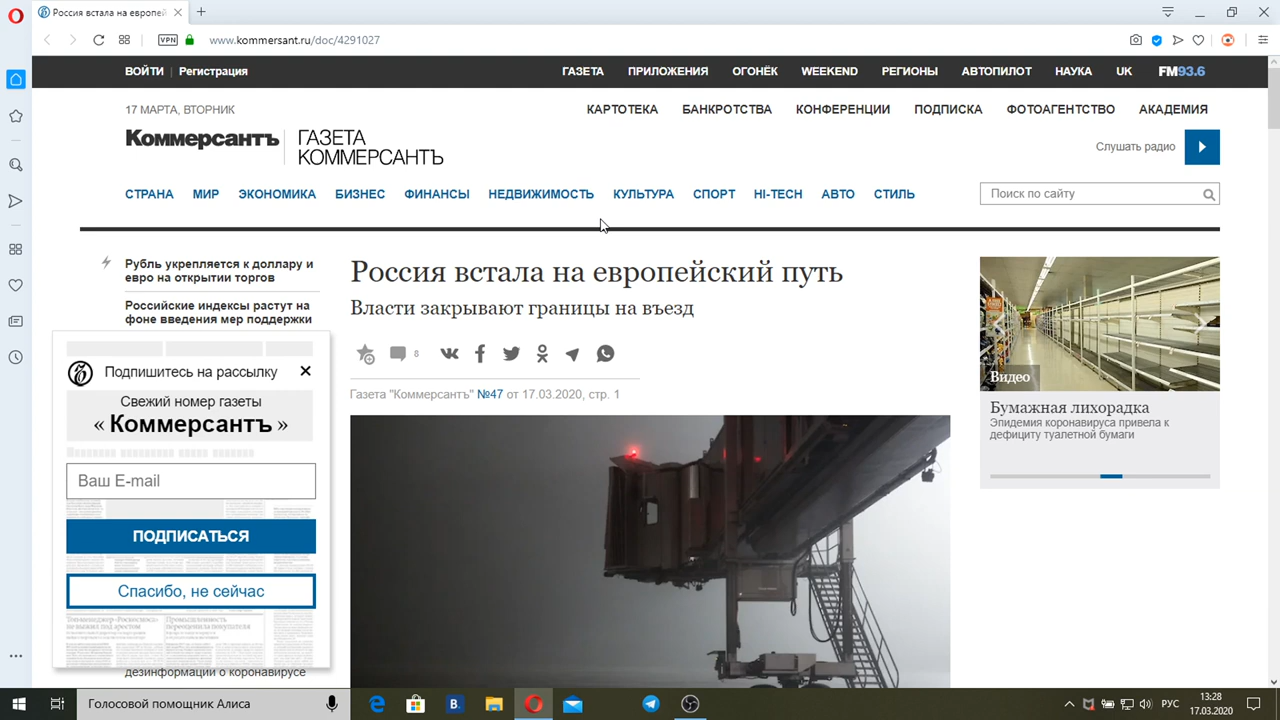 Россия встала на европей
www.kommersant.ru/doc/4291027
VPN
ВОЙТИ | Регистрация
ГАЗЕТА ПРИЛОЖЕНИЯ ОГОНЁК WEEKEND РЕГИОНЫ АВТОПИЛОТ НАУКА UK FM93.6
17 МАРТА, ВТОРНИК
КАРТОТЕКА БАНКРОТСТВА КОНФЕРЕНЦИИ ПОДПИСКА ФОТОАГЕНТСТВО АКАДЕМИЯ
Коммерсантъ
ГАЗЕТА
КОММЕРСАНТЪ
Слушать радио
СТРАНА МИР ЭКОНОМИКА БИЗНЕС ФИНАНСЫ НЕДВИЖИМОСТЬ КУЛЬТУРА СПОРТ HI-TECH АВТО СТИЛЬ
Поиск по сайту
Рубль укрепляется к доллару и
евро на открытии торгов
Российские индексы растут на
фоне введения мер поддержки
Россия встала на европейский путь
Власти закрывают границы на въезд
8
Газета "Коммерсантъ" №47 от 17.03.2020, стр. 1
Видео
Бумажная лихорадка
Эпидемия коронавируса привела к
дефициту туалетной бумаги
Подпишитесь на рассылку
Свежий номер газеты
« Коммерсантъ »
Ваш E-mail
ПОДПИСАТЬСЯ
Спасибо, не сейчас
дезинформации о коронавирусе
Голосовой помощник Алиса
РУС
13:28
17.03.2020